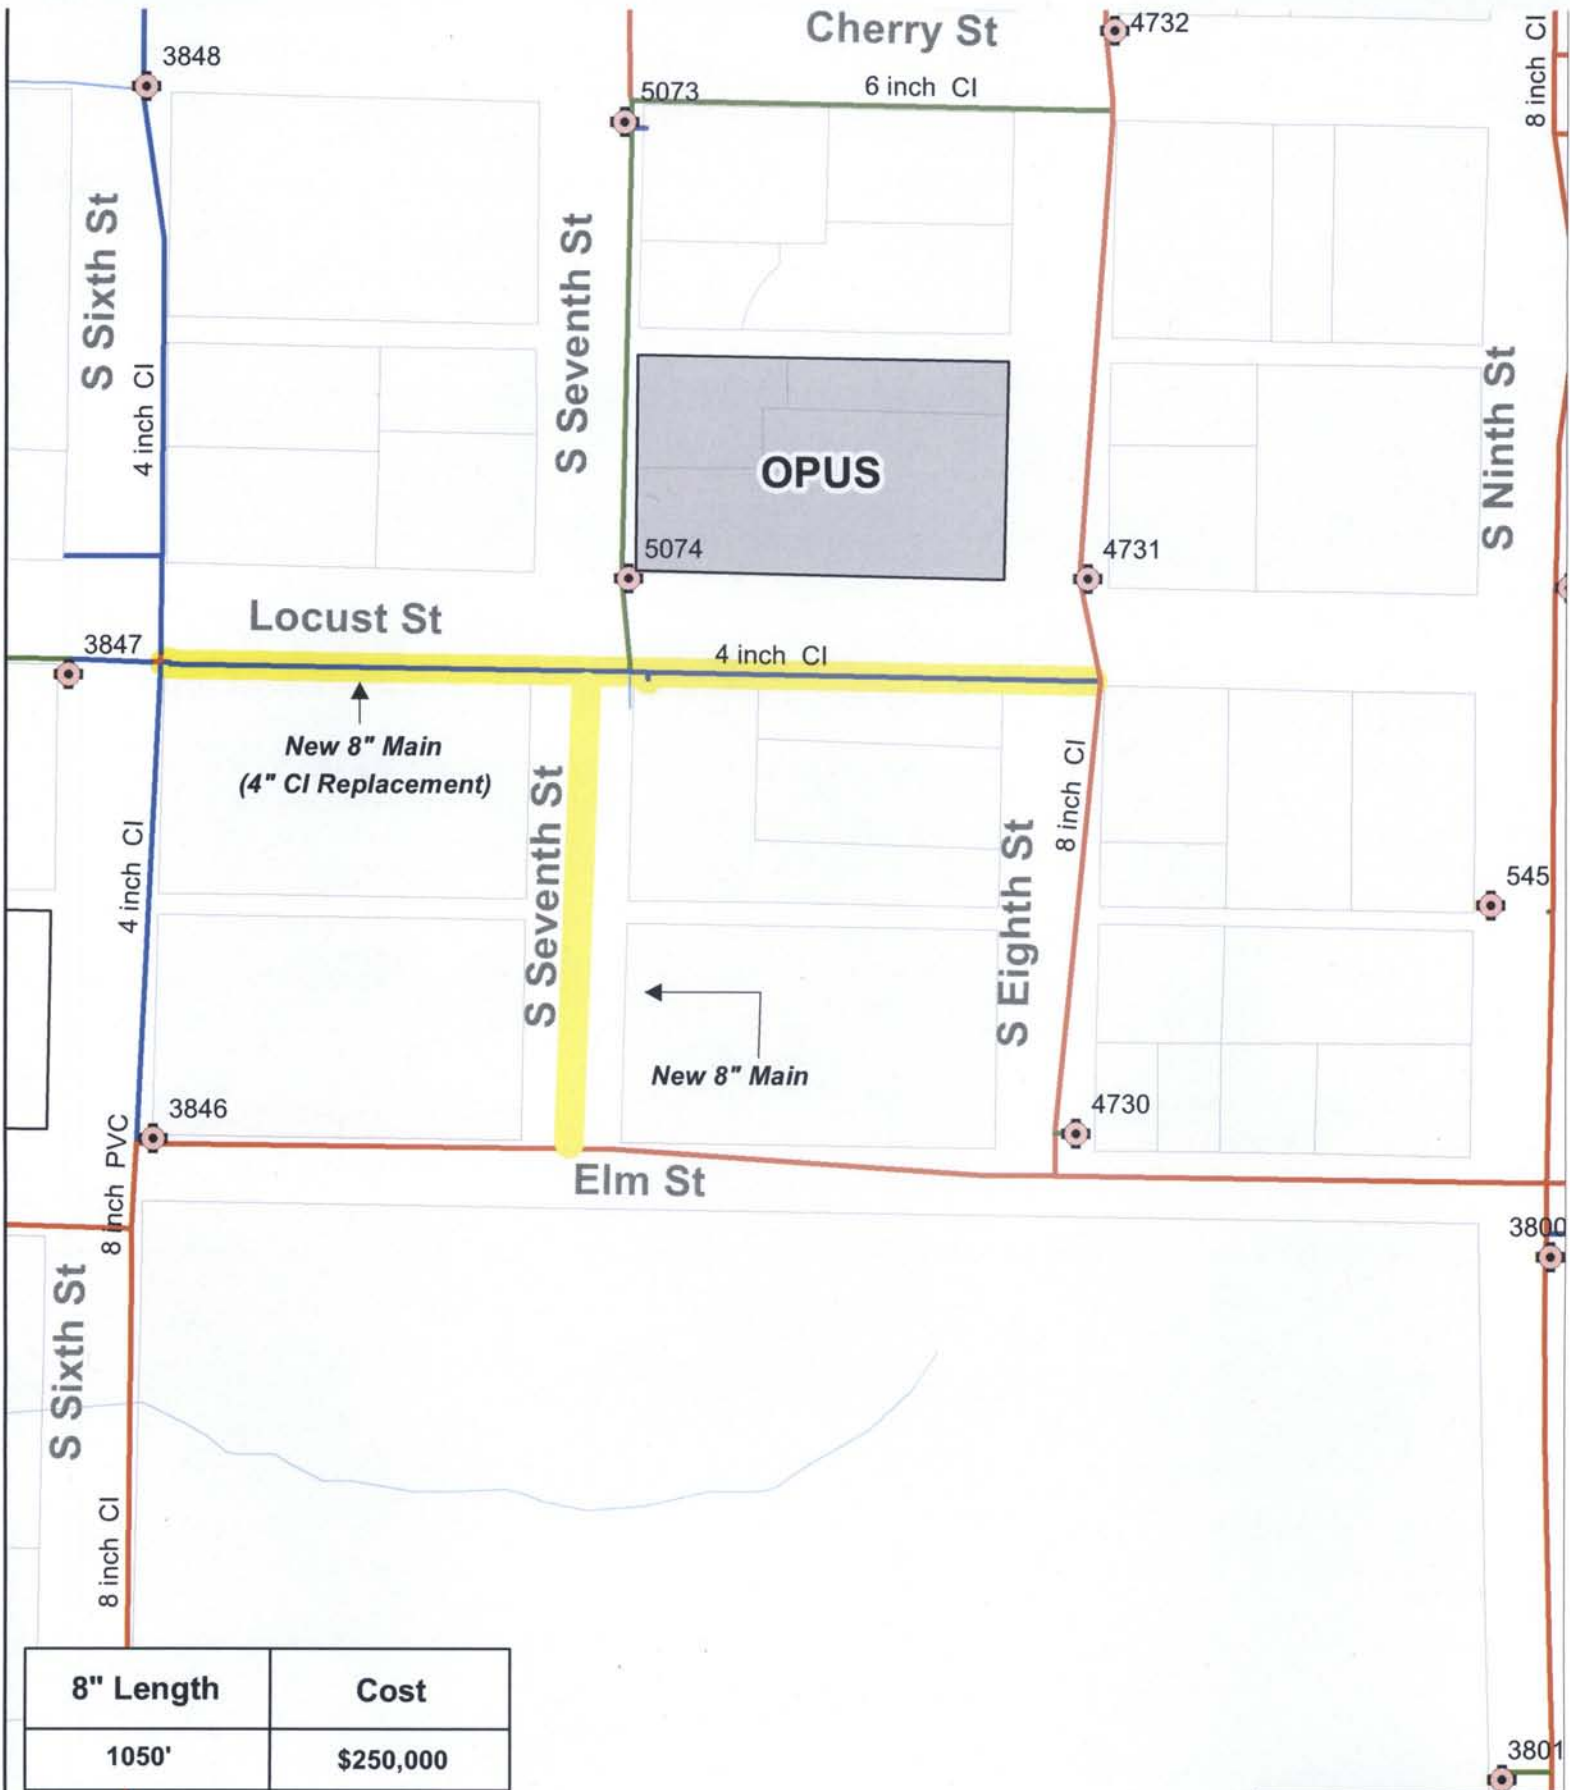 Cherry St
4732
8 inch CI
3848
5073
6 inch CI
S Sixth St
S Seventh St
4 inch CI
S Ninth St
OPUS
5074
4731
Locust St
3847
4 inch CI
New 8" Main
(4" CI Replacement)
8 inch CI
S Seventh St
4 inch CI
S Eighth St
545
New 8" Main
3846
4730
8 inch PVC
Elm St
3800
S Sixth St
8 inch CI
8" Length
Cost
1050'
$250,000
3801